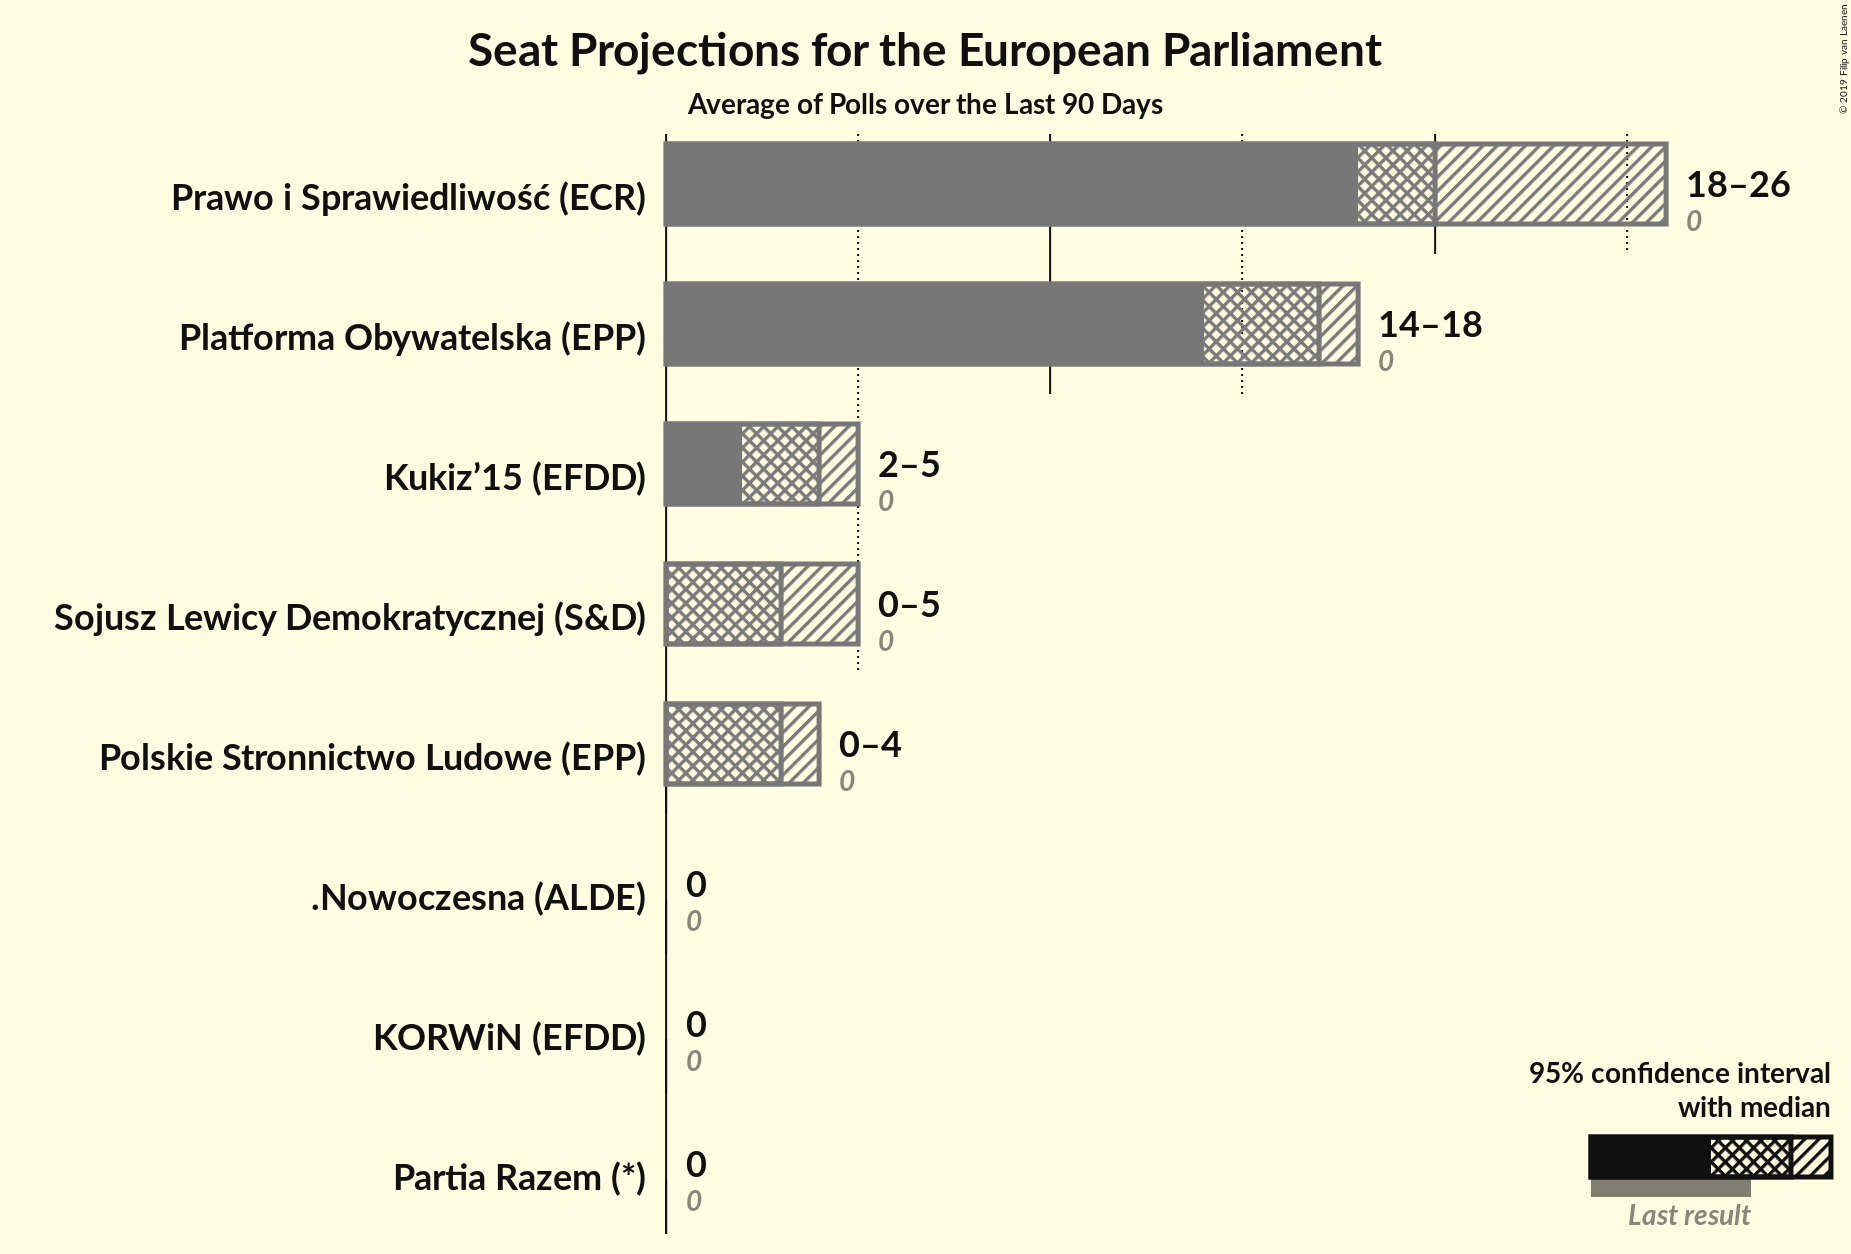 Seat Projections for the European Parliament
Average of Polls over the Last 90 Days
© 2019 Filip van Laenen
Prawo i Sprawiedliwość (ECR)
18–26
0
Platforma Obywatelska (EPP)
14–18
0
Kukiz’15 (EFDD)
2–5
0
Sojusz Lewicy Demokratycznej (S&D)
0–5
0
Polskie Stronnictwo Ludowe (EPP)
0–4
0
.Nowoczesna (ALDE)
0
0
KORWiN (EFDD)
0
0
Partia Razem (*)
0
0
95% confidence interval
with median
Last result